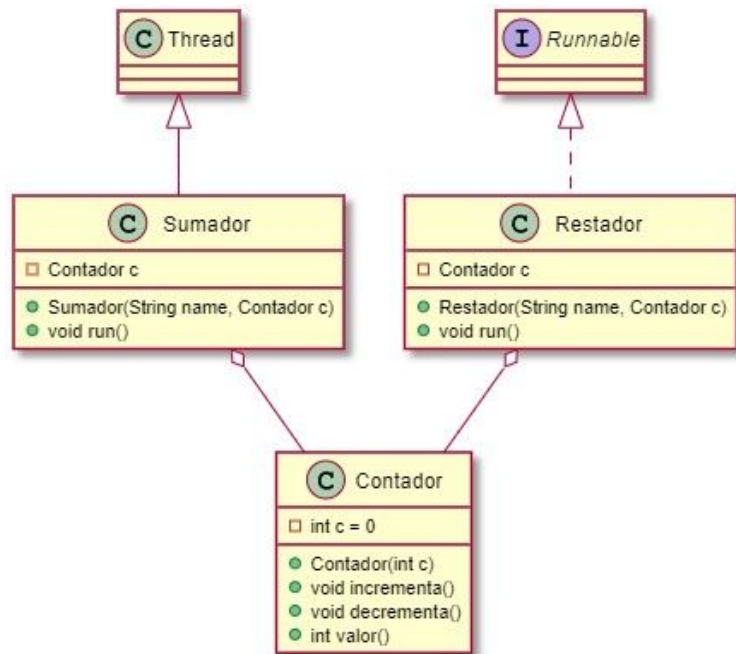 C Thread
I Runnable
C Sumador
Contador c
Sumador(String name, Contador c)
void run()
C Restador
Contador c
Restador(String name, Contador c)
void run()
C Contador
int c = 0
Contador(int c)
void incrementa()
void decrementa()
int valor()